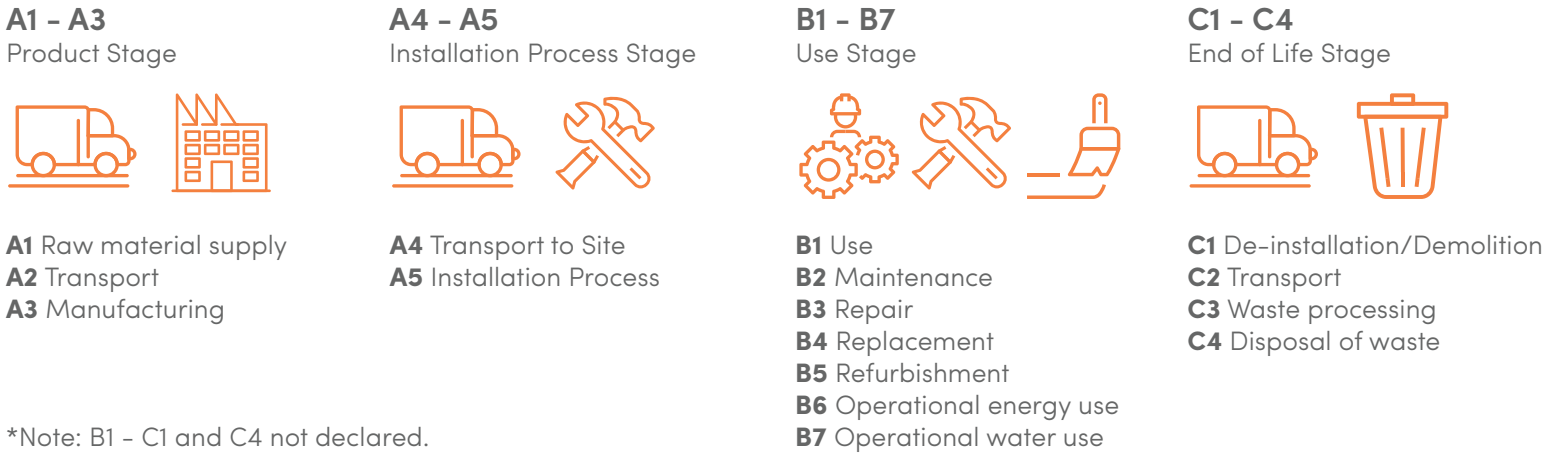 A1 - A3
Product Stage
A1 Raw material supply
A2 Transport
A3 Manufacturing
A4 - A5
Installation Process Stage
A4 Transport to Site
A5 Installation Process
B1 - B7
Use Stage
B1 Use
B2 Maintenance
B3 Repair
B4 Replacement
B5 Refurbishment
B6 Operational energy use
B7 Operational water use
C1 - C4
End of Life Stage
C1 De-installation/Demolition
C2 Transport
C3 Waste processing
C4 Disposal of waste
*Note: B1 - C1 and C4 not declared.